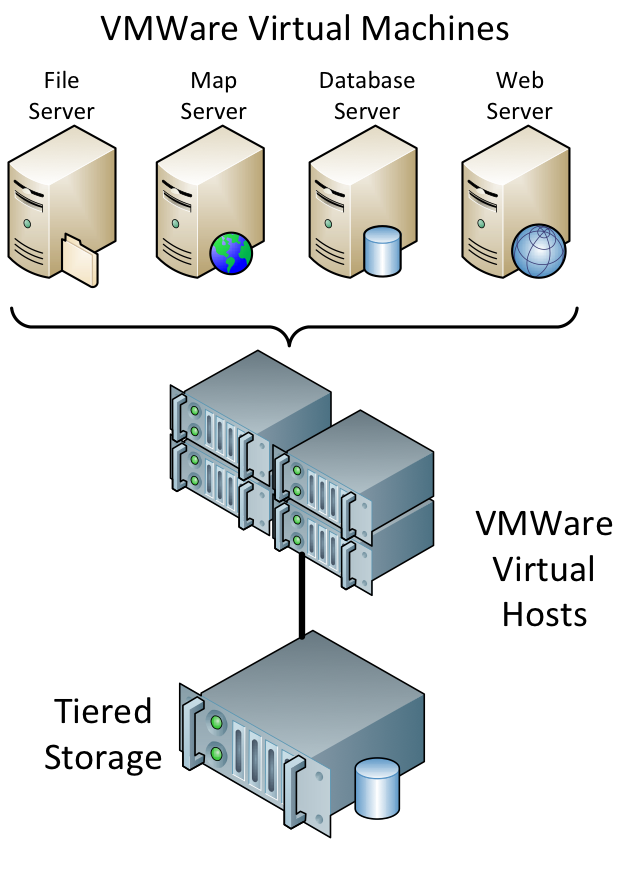 VMWare Virtual Machines
File
Server
Map
Server
Database
Server
Web
Server
VMWare
Virtual
Hosts
Tiered
Storage